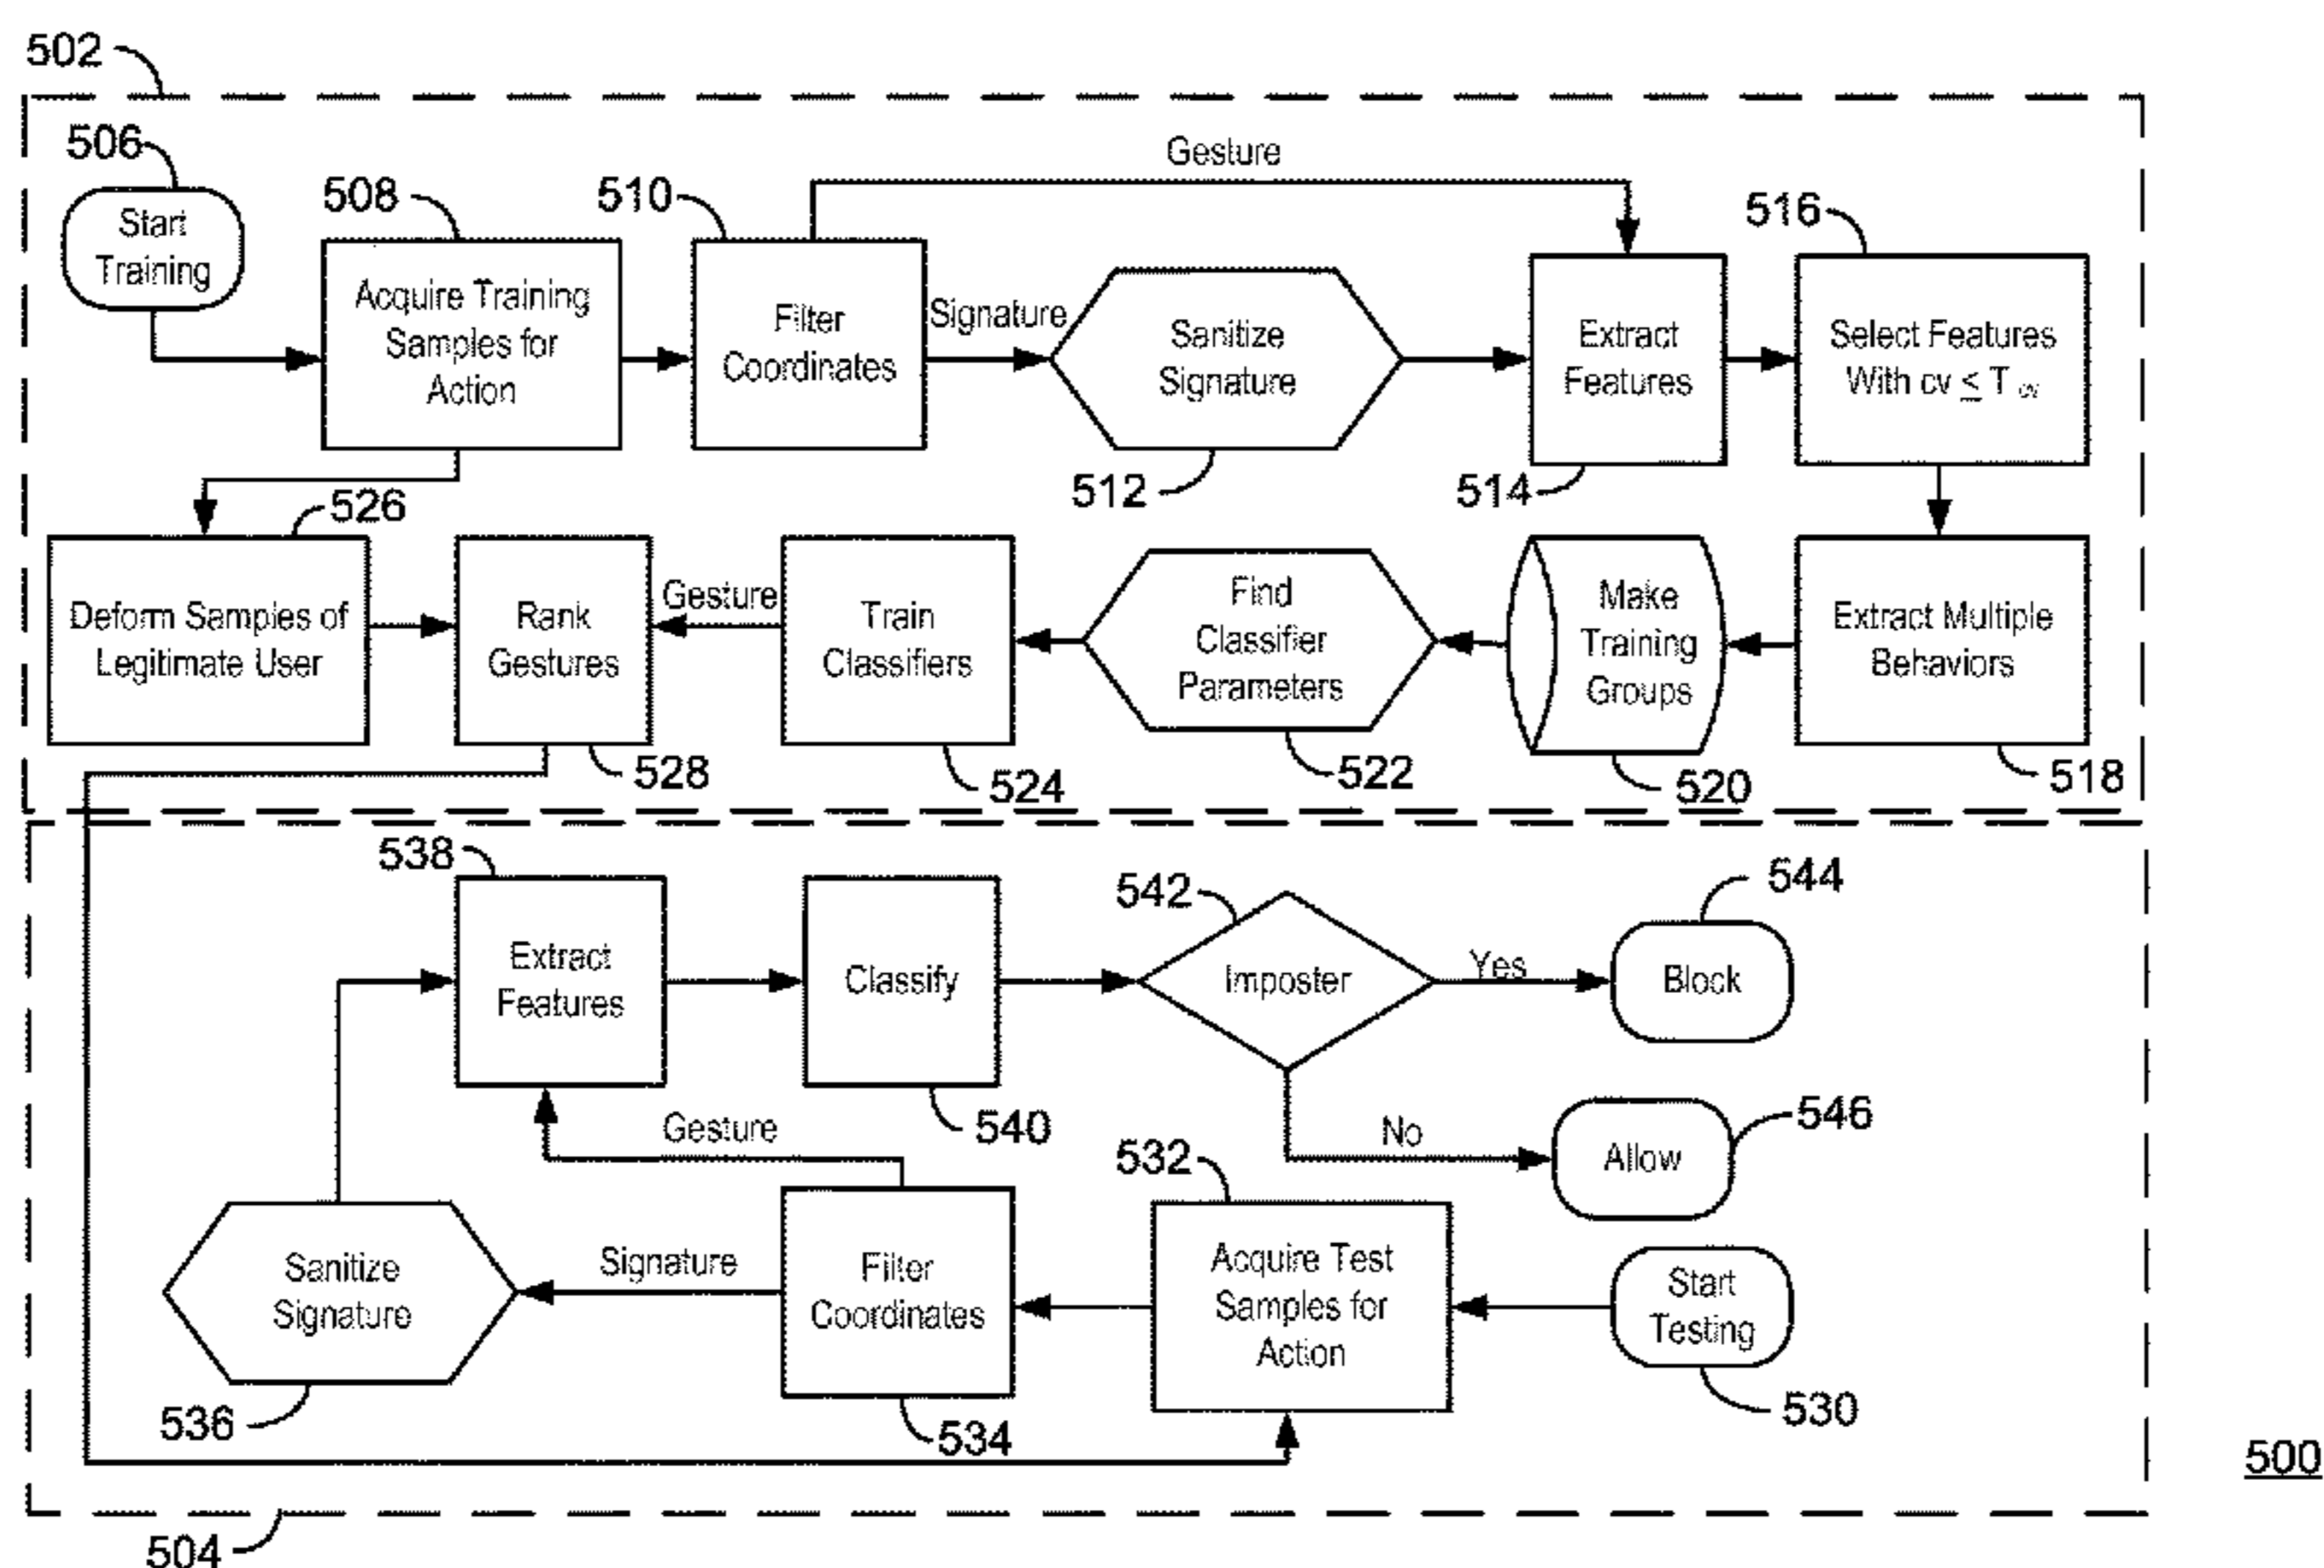 502
506
Start
Training
508
Acquire Training
Samples for
Action
510
Filter
Coordinates
Gesture
Signature
Sanitize
Signature
512
Extract
Features
514
516
Select Features
With cv ≤ T cv
526
Deform Samples of
Legitimate User
Rank
Gestures
528
Gesture
Train
Classifiers
524
Find
Classifier
Parameters
522
Make
Training
Groups
520
Extract Multiple
Behaviors
518
538
Extract
Features
Classify
540
542
Imposter
Yes
544
Block
No
546
Allow
Gesture
Sanitize
Signature
536
Signature
Filter
Coordinates
534
532
Acquire Test
Samples for
Action
Start
Testing
530
500
504